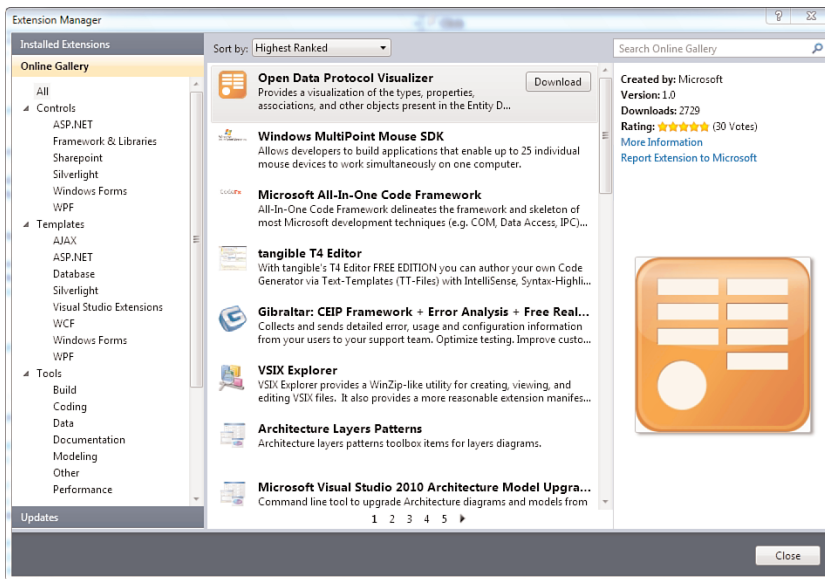 Extension Manager
Installed Extensions
Online Gallery
All
Controls
ASP.NET
Framework & Libraries
Sharepoint
Silverlight
Windows Forms
WPF
Templates
AJAX
ASP.NET
Database
Silverlight
Visual Studio Extensions
WCF
Windows Forms
WPF
Tools
Build
Coding
Data
Documentation
Modeling
Other
Performance
Updates
Sort by: Highest Ranked
Open Data Protocol Visualizer
Provides a visualization of the types, properties,
associations, and other objects present in the Entity D...
Download
Windows MultiPoint Mouse SDK
Allows developers to build applications that enable up to 25 individual
mouse devices to work simultaneously on one computer.
Microsoft All-In-One Code Framework
All-In-One Code Framework delineates the framework and skeleton of
most Microsoft development techniques (e.g. COM, Data Access, IPC)...
tangible T4 Editor
With tangible's T4 Editor FREE EDITION you can author your own Code
Generator via Text-Templates (TT-Files) with IntelliSense, Syntax-Highli...
Gibraltar: CEIP Framework + Error Analysis + Free Real...
Collects and sends detailed error, usage and configuration information
from your users to your support team. Optimize testing. Improve custo...
VSIX Explorer
VSIX Explorer provides a WinZip-like utility for creating, viewing, and
editing VSIX files. It also provides a more reasonable extension manifes...
Architecture Layers Patterns
Architecture layers patterns toolbox items for layers diagrams.
Microsoft Visual Studio 2010 Architecture Model Upgra...
Command line tool to upgrade Architecture diagrams and models from
1 2 3 4 5
Search Online Gallery
Created by: Microsoft
Version: 1.0
Downloads: 2729
Rating: (30 Votes)
More Information
Report Extension to Microsoft
Close